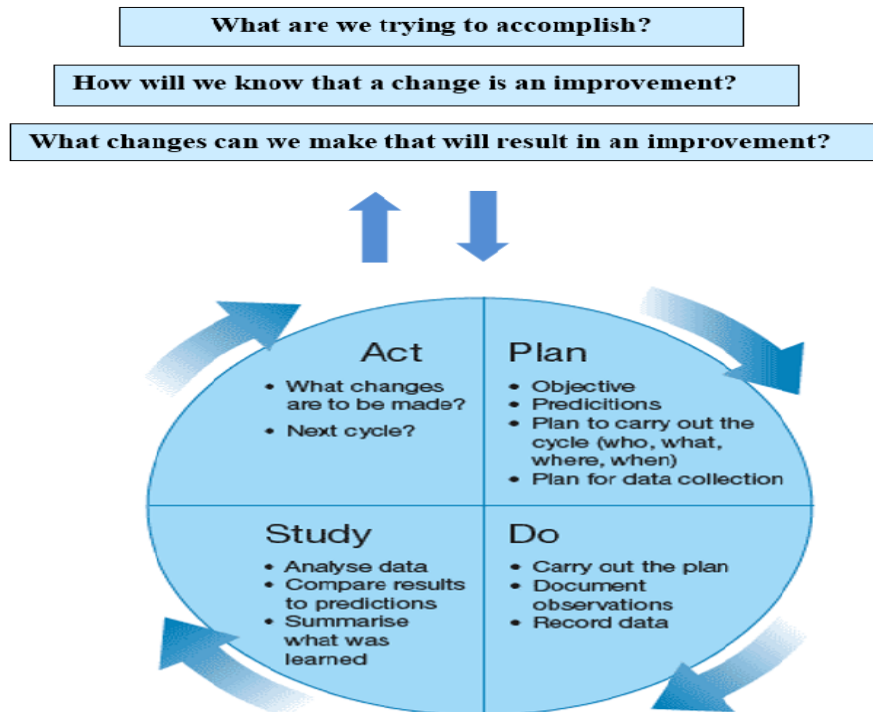 What are we trying to accomplish?
How will we know that a change is an improvement?
What changes can we make that will result in an improvement?
Act
• What changes
are to be made?
• Next cycle?
Plan
• Objective
• Predicitions
• Plan to carry out the
cycle (who, what,
where, when)
• Plan for data collection
Study
• Analyse data
• Compare results
to predictions
• Summarise
what was
learned
Do
• Carry out the plan
• Document
observations
• Record data